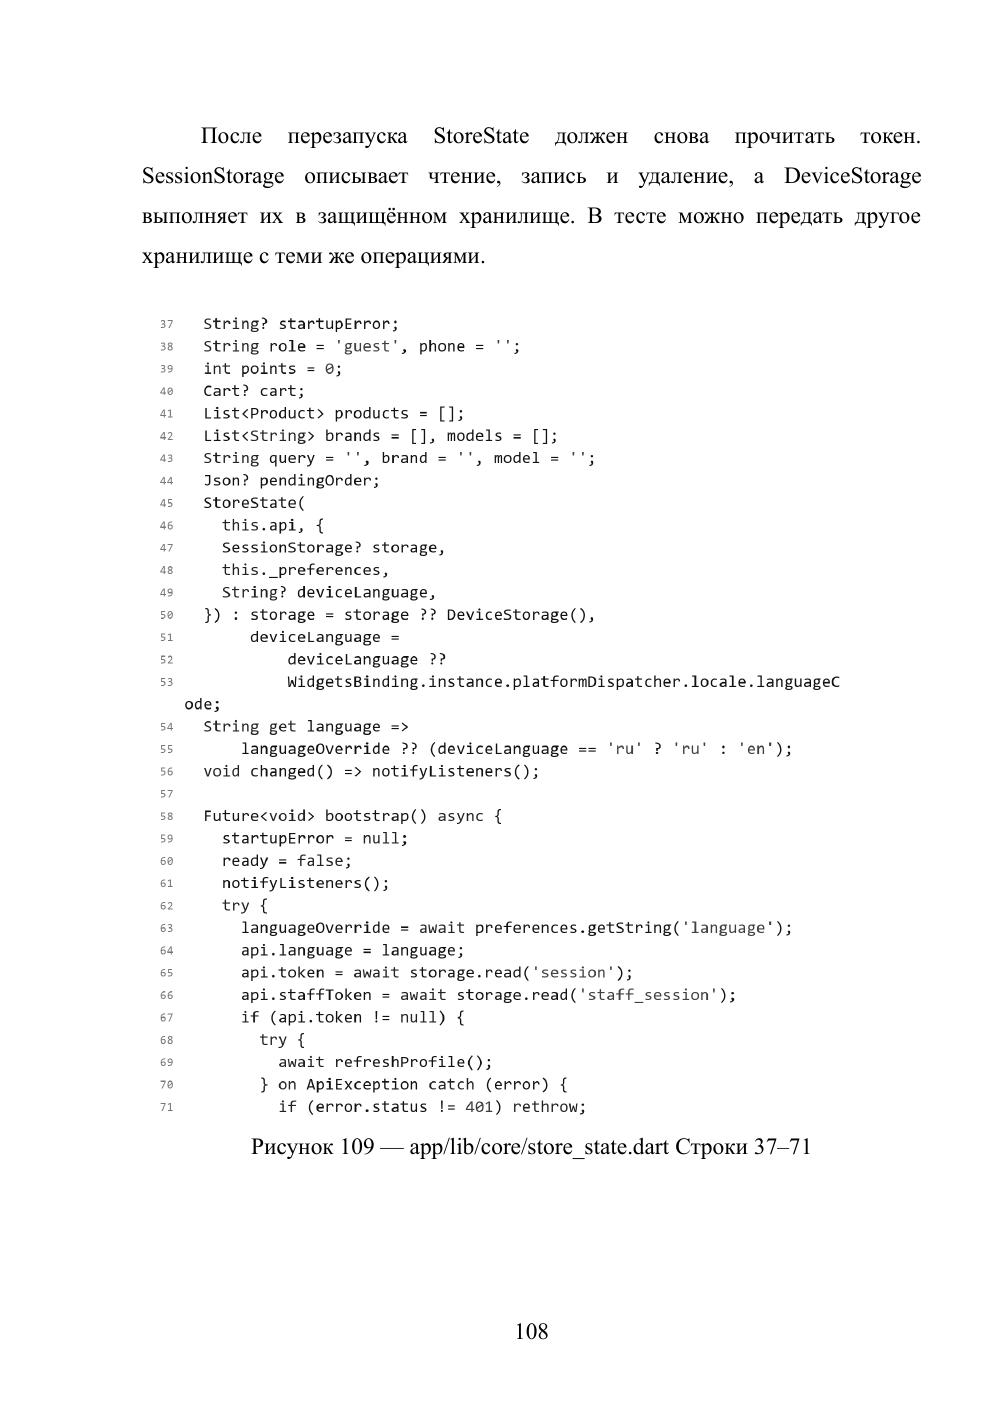 После перезапуска StoreState должен снова прочитать токен.
SessionStorage описывает чтение, запись и удаление, а DeviceStorage
выполняет их в защищённом хранилище. В тесте можно передать другое
хранилище с теми же операциями.
37 String? startupError;
38 String role = 'guest', phone = '';
39 int points = 0;
40 Cart? cart;
41 List<Product> products = [];
42 List<String> brands = [], models = [];
43 String query = '', brand = '', model = '';
44 Json? pendingOrder;
45 StoreState(
46 this.api, {
47 SessionStorage? storage,
48 this._preferences,
49 String? deviceLanguage,
50 }) : storage = storage ?? DeviceStorage(),
51 deviceLanguage =
52 deviceLanguage ??
53 WidgetsBinding.instance.platformDispatcher.locale.languageC
ode;
54 String get language =>
55 languageOverride ?? (deviceLanguage == 'ru' ? 'ru' : 'en');
56 void changed() => notifyListeners();
57
58 Future<void> bootstrap() async {
59 startupError = null;
60 ready = false;
61 notifyListeners();
62 try {
63 languageOverride = await preferences.getString('language');
64 api.language = language;
65 api.token = await storage.read('session');
66 api.staffToken = await storage.read('staff_session');
67 if (api.token != null) {
68 try {
69 await refreshProfile();
70 } on ApiException catch (error) {
71 if (error.status != 401) rethrow;
Рисунок 109 — app/lib/core/store_state.dart Строки 37–71
108